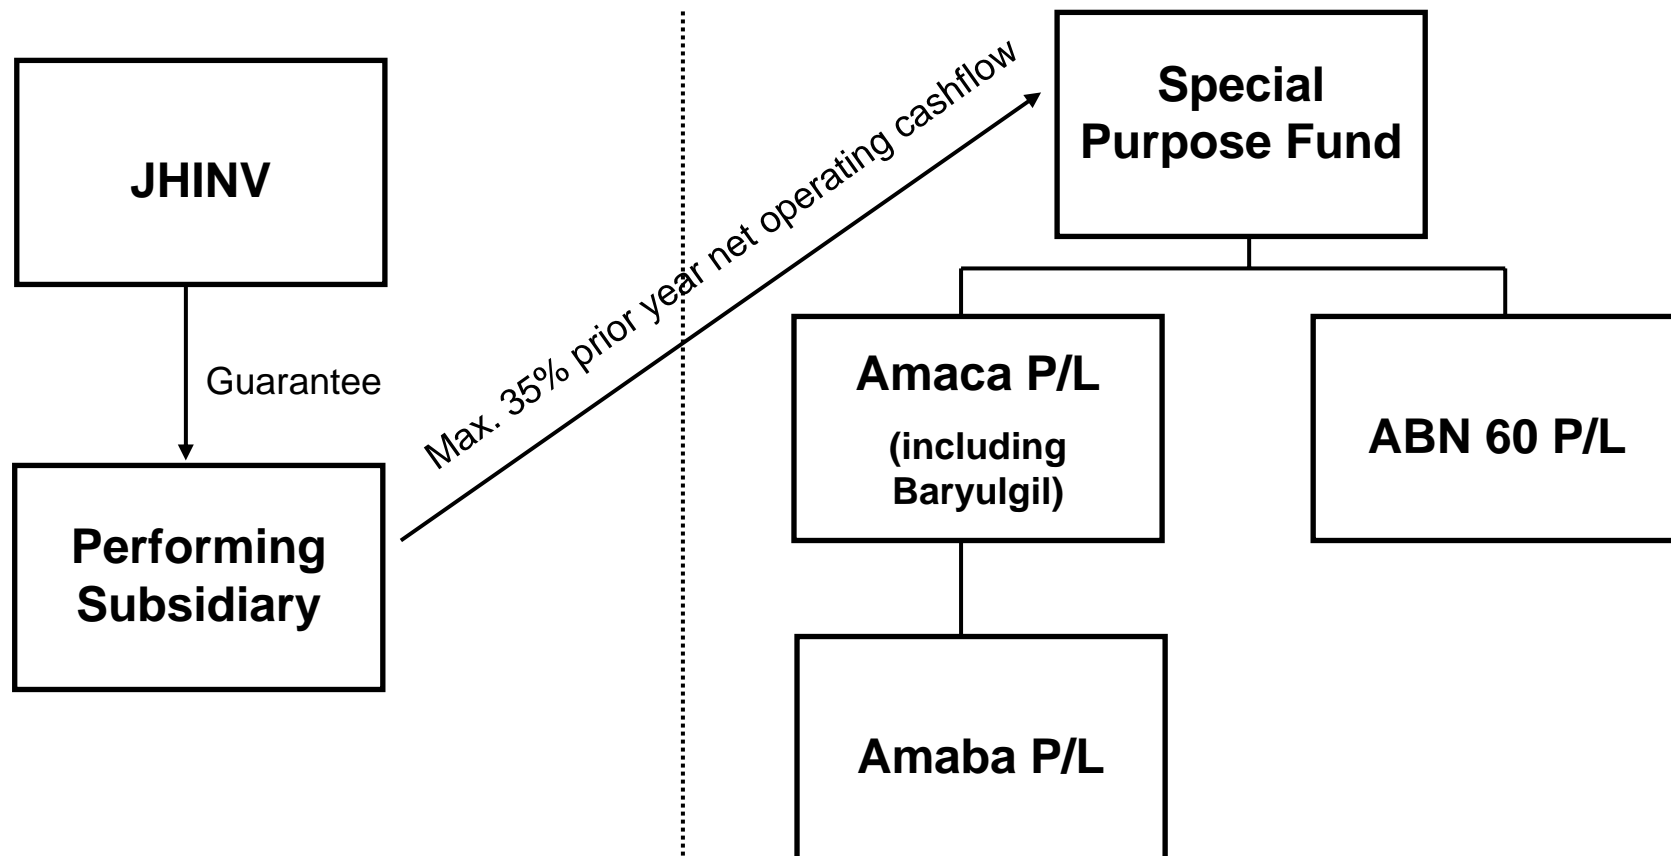 JHINV
Guarantee
Performing
Subsidiary
Max. 35% prior year net operating cashflow
Special
Purpose Fund
Amaca P/L
(including
Baryulgil)
ABN 60 P/L
Amaba P/L